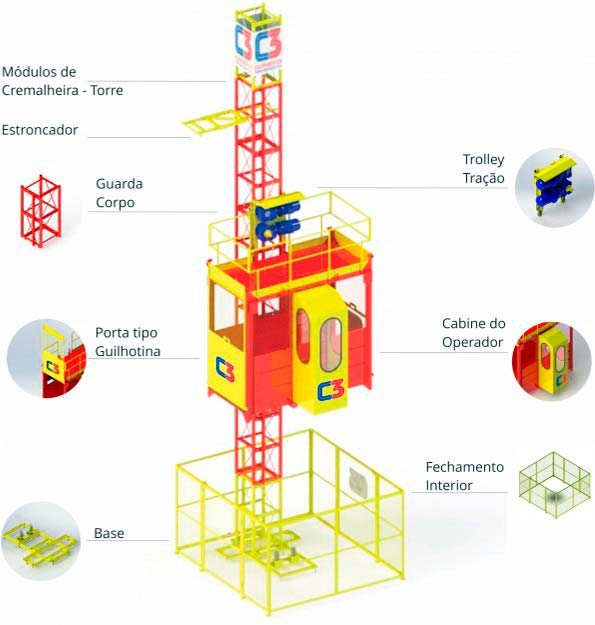 C3 C3
Módulos de
Cremalheira - Torre
Estroncador
Trolley
Tração
Guarda
Corpo
Porta tipo
Guilhotina
Cabine do
Operador
C3
C3
Fechamento
Interior
Base